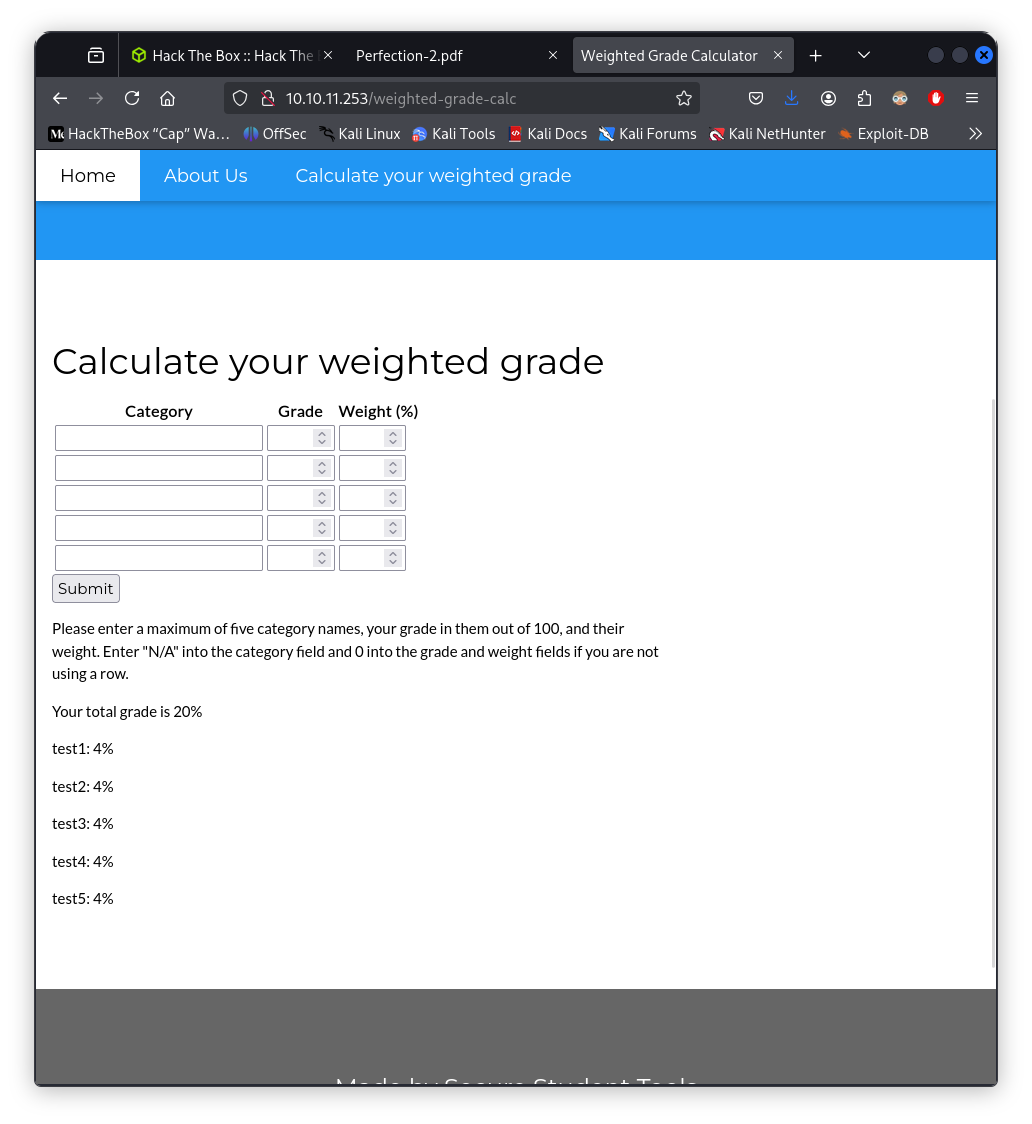 Hack The Box :: Hack The
Perfection-2.pdf
Weighted Grade Calculator
10.10.11.253/weighted-grade-calc
HackTheBox “Cap” Wa…
OffSec
Kali Linux
Kali Tools
Kali Docs
Kali Forums
Kali NetHunter
Exploit-DB
Home
About Us
Calculate your weighted grade
Calculate your weighted grade
Category Grade Weight (%)
Submit
Please enter a maximum of five category names, your grade in them out of 100, and their
weight. Enter "N/A" into the category field and 0 into the grade and weight fields if you are not
using a row.
Your total grade is 20%
test1: 4%
test2: 4%
test3: 4%
test4: 4%
test5: 4%
Made by Secure Student Tools